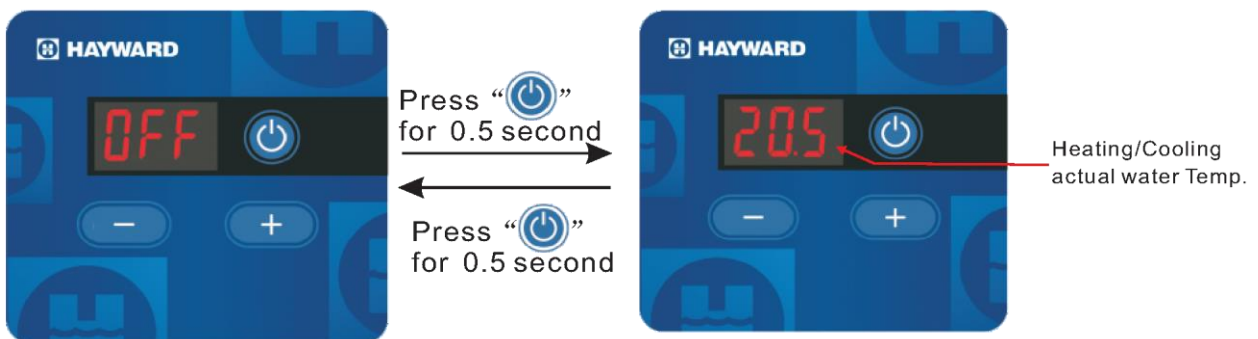 HAYWARD
OFF
Press “⏻”
for 0.5 second
Press “⏻”
for 0.5 second
HAYWARD
20.5
Heating/Cooling
actual water Temp.